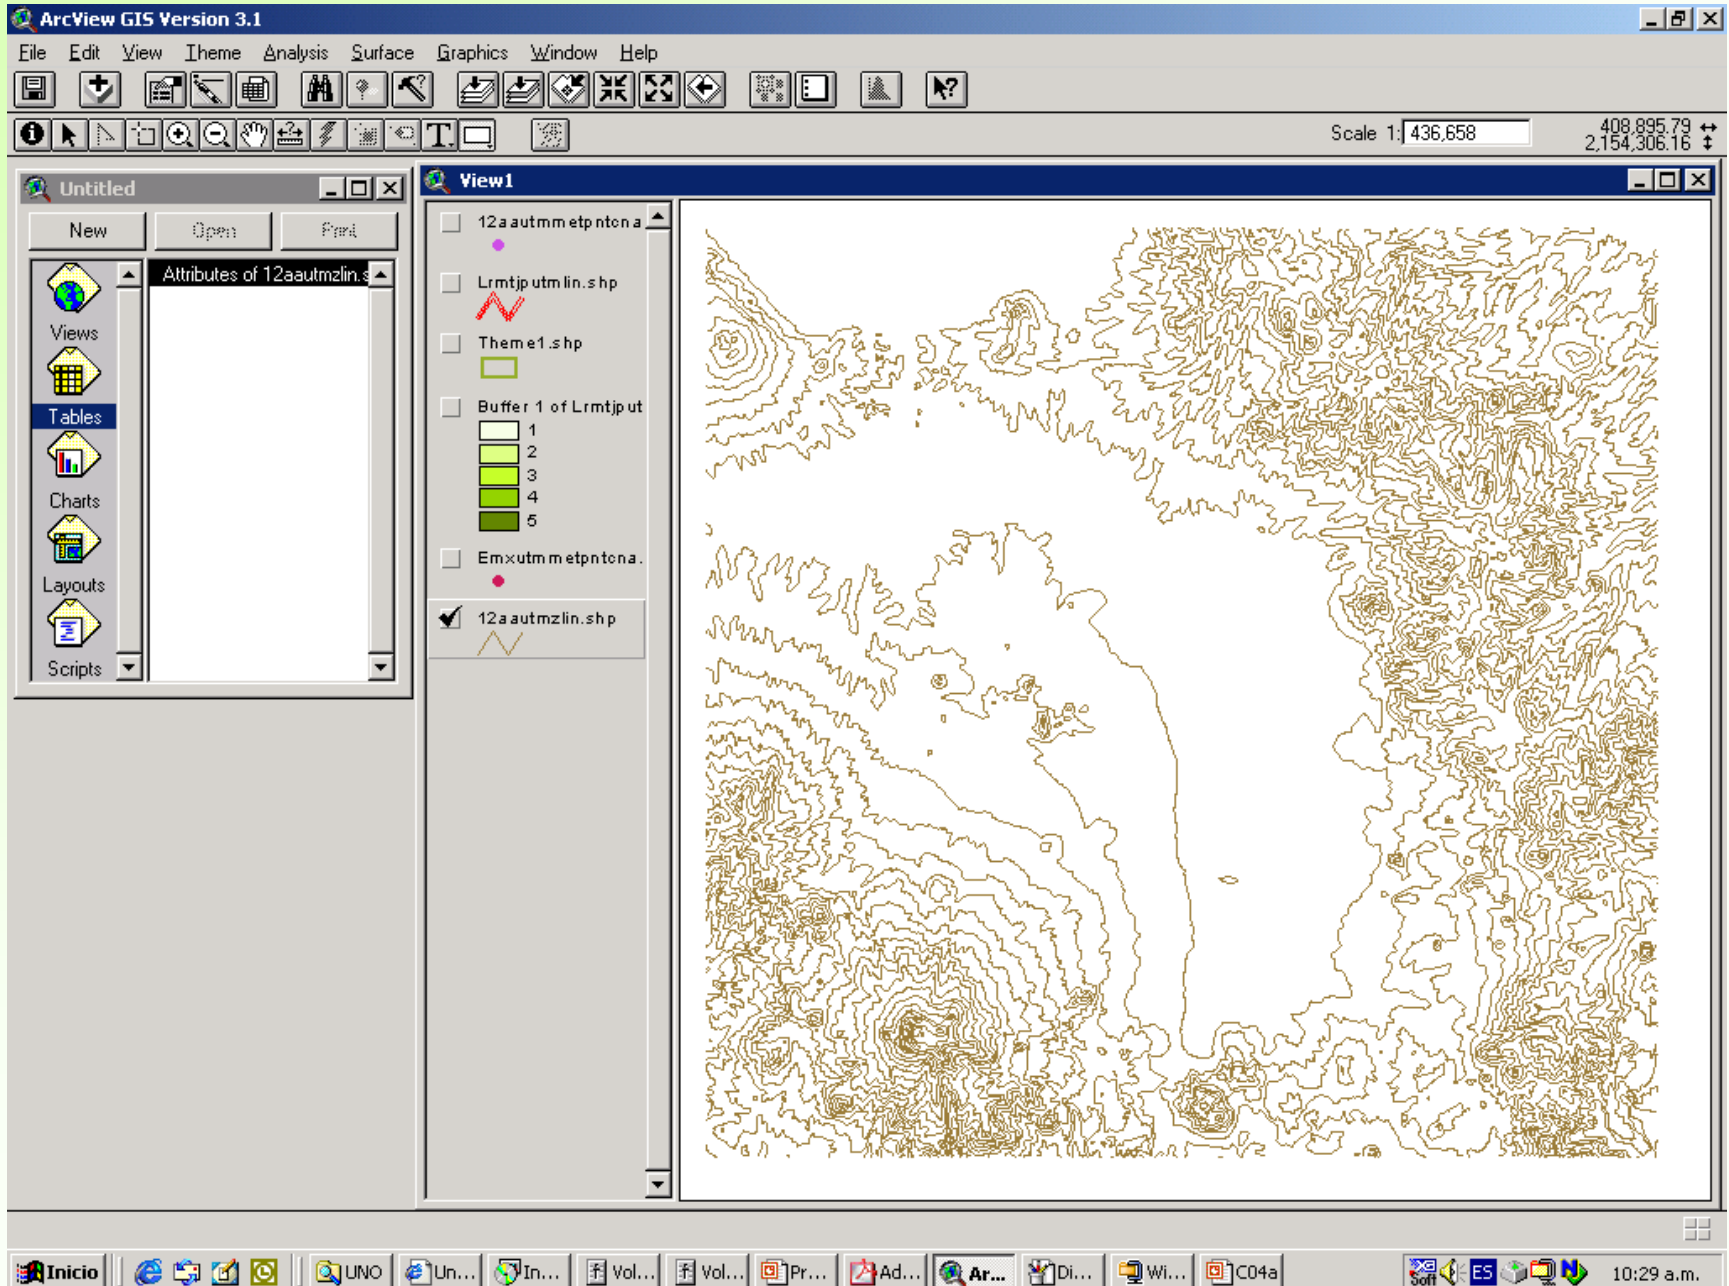 ArcView GIS Version 3.1
File Edit View Theme Analysis Surface Graphics Window Help
Scale 1: 436,658
408,895.79
2,154,306.16
Untitled
New Open Print
Views
Tables
Charts
Layouts
Scripts
Attributes of 12aautmzlin.s
View1
12aautmmetpntcna
Lrmtjputmlin.shp
Theme1.shp
Buffer 1 of Lrmtjput
1
2
3
4
5
Emxutmmetpntcna.
12aautmzlin.shp
Inicio UNO Un... In... Vol... Vol... Pr... Ad... Ar... Di... Wi... C04a Soft ES 10:29 a.m.